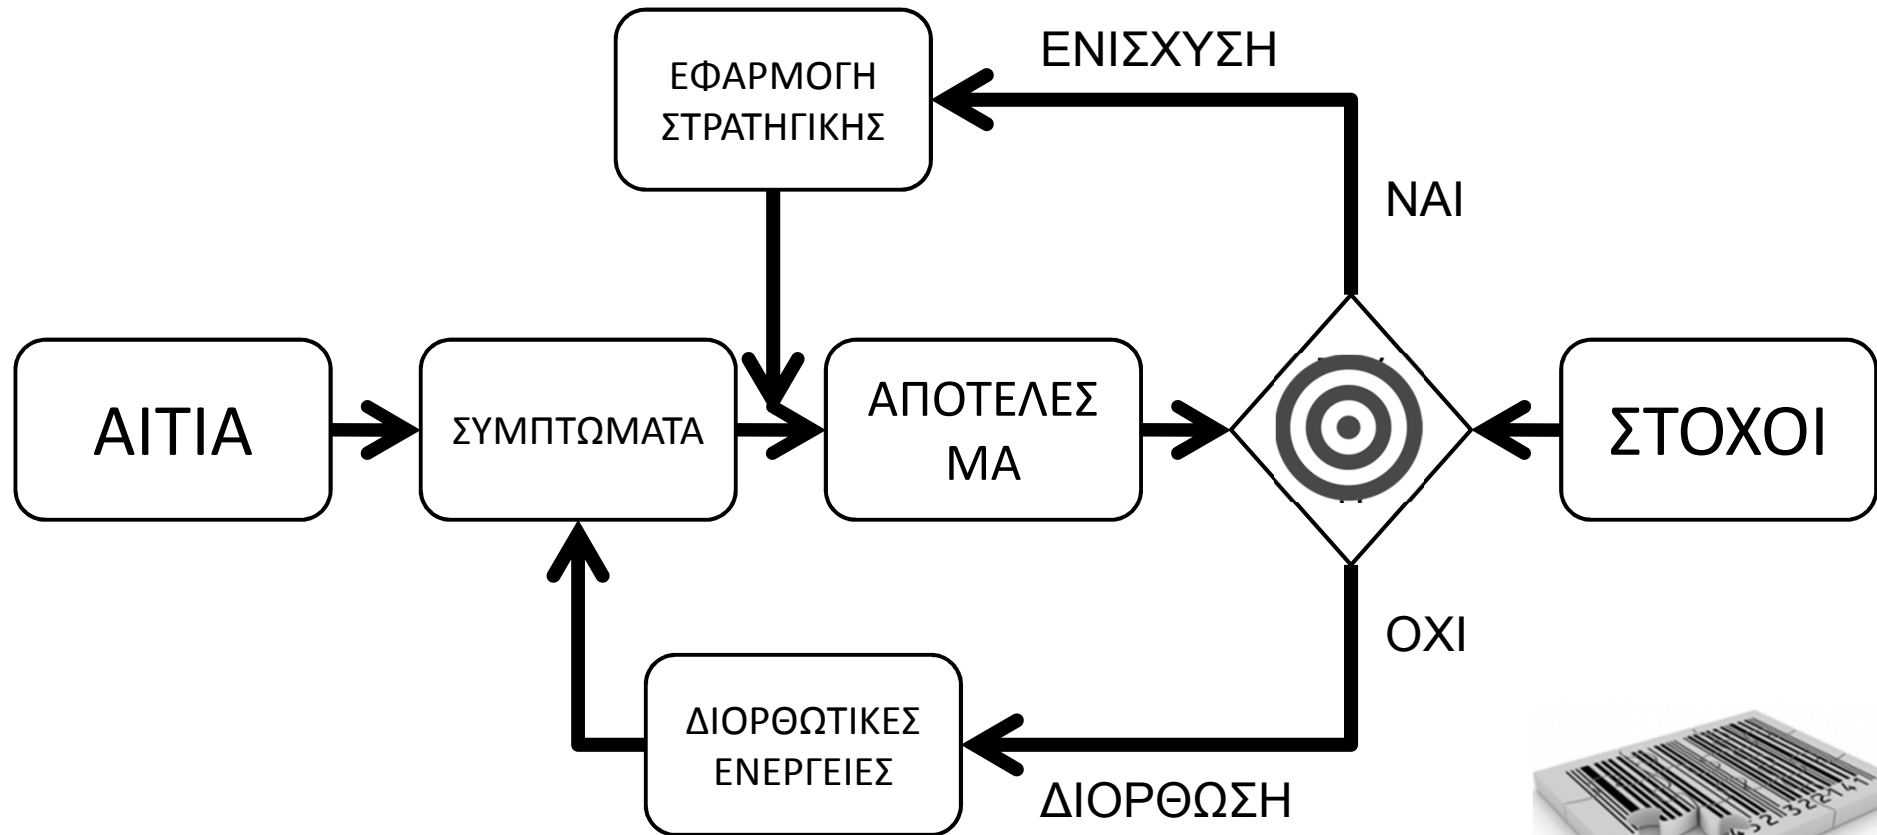 ΕΦΑΡΜΟΓΗ
ΣΤΡΑΤΗΓΙΚΗΣ
ΕΝΙΣΧΥΣΗ
ΝΑΙ
ΑΙΤΙΑ
ΣΥΜΠΤΩΜΑΤΑ
ΑΠΟΤΕΛΕΣ
ΜΑ
ΣΤΟΧΟΙ
ΟΧΙ
ΔΙΟΡΘΩΤΙΚΕΣ
ΕΝΕΡΓΕΙΕΣ
ΔΙΟΡΘΩΣΗ